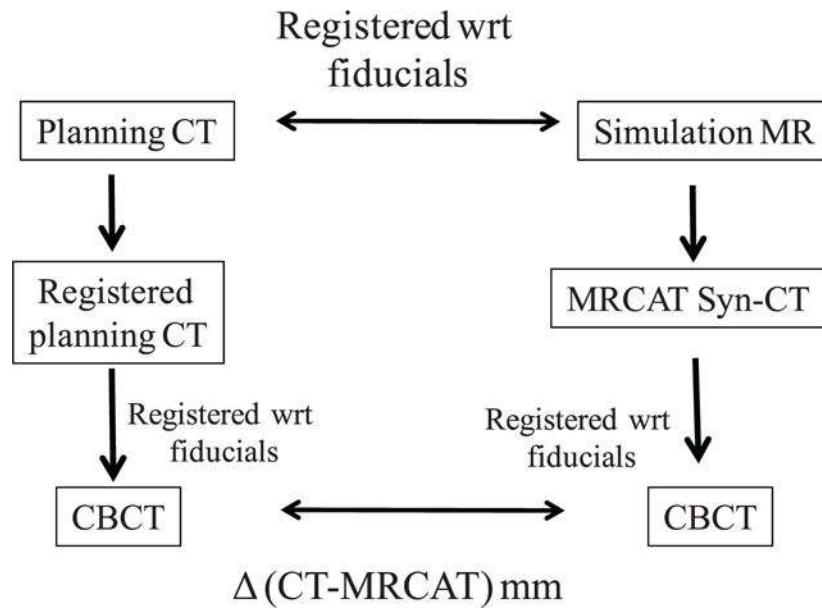 Registered wrt
fiducials
Planning CT
Simulation MR
Registered
planning CT
MRCAT Syn-CT
Registered wrt
fiducials
Registered wrt
fiducials
CBCT
CBCT
Δ (CT-MRCAT) mm